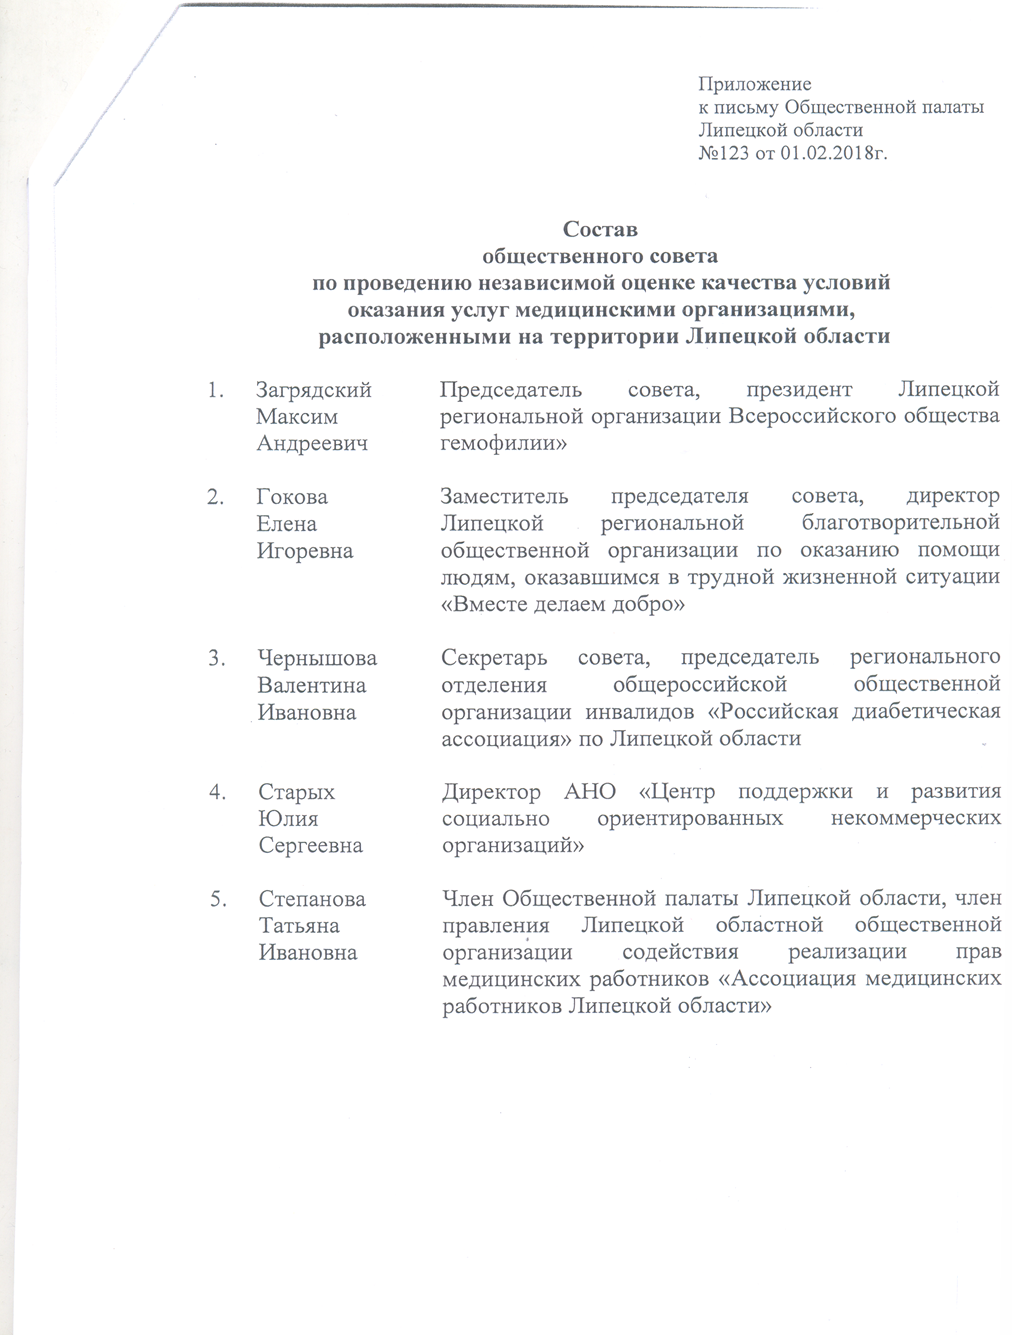 Приложение
к письму Общественной палаты
Липецкой области
№123 от 01.02.2018г.
Состав
общественного совета
по проведению независимой оценке качества условий
оказания услуг медицинскими организациями,
расположенными на территории Липецкой области
1. Загрядский Председатель совета, президент Липецкой
Максим региональной организации Всероссийского общества
Андреевич гемофилии»
2. Гокова Заместитель председателя совета, директор
Елена Липецкой региональной благотворительной
Игоревна общественной организации по оказанию помощи
людям, оказавшимся в трудной жизненной ситуации
«Вместе делаем добро»
3. Чернышова Секретарь совета, председатель регионального
Валентина отделения общероссийской общественной
Ивановна организации инвалидов «Российская диабетическая
ассоциация» по Липецкой области
4. Старых Директор АНО «Центр поддержки и развития
Юлия социально ориентированных некоммерческих
Сергеевна организаций»
5. Степанова Член Общественной палаты Липецкой области, член
Татьяна правления Липецкой областной общественной
Ивановна организации содействия реализации прав
медицинских работников «Ассоциация медицинских
работников Липецкой области»